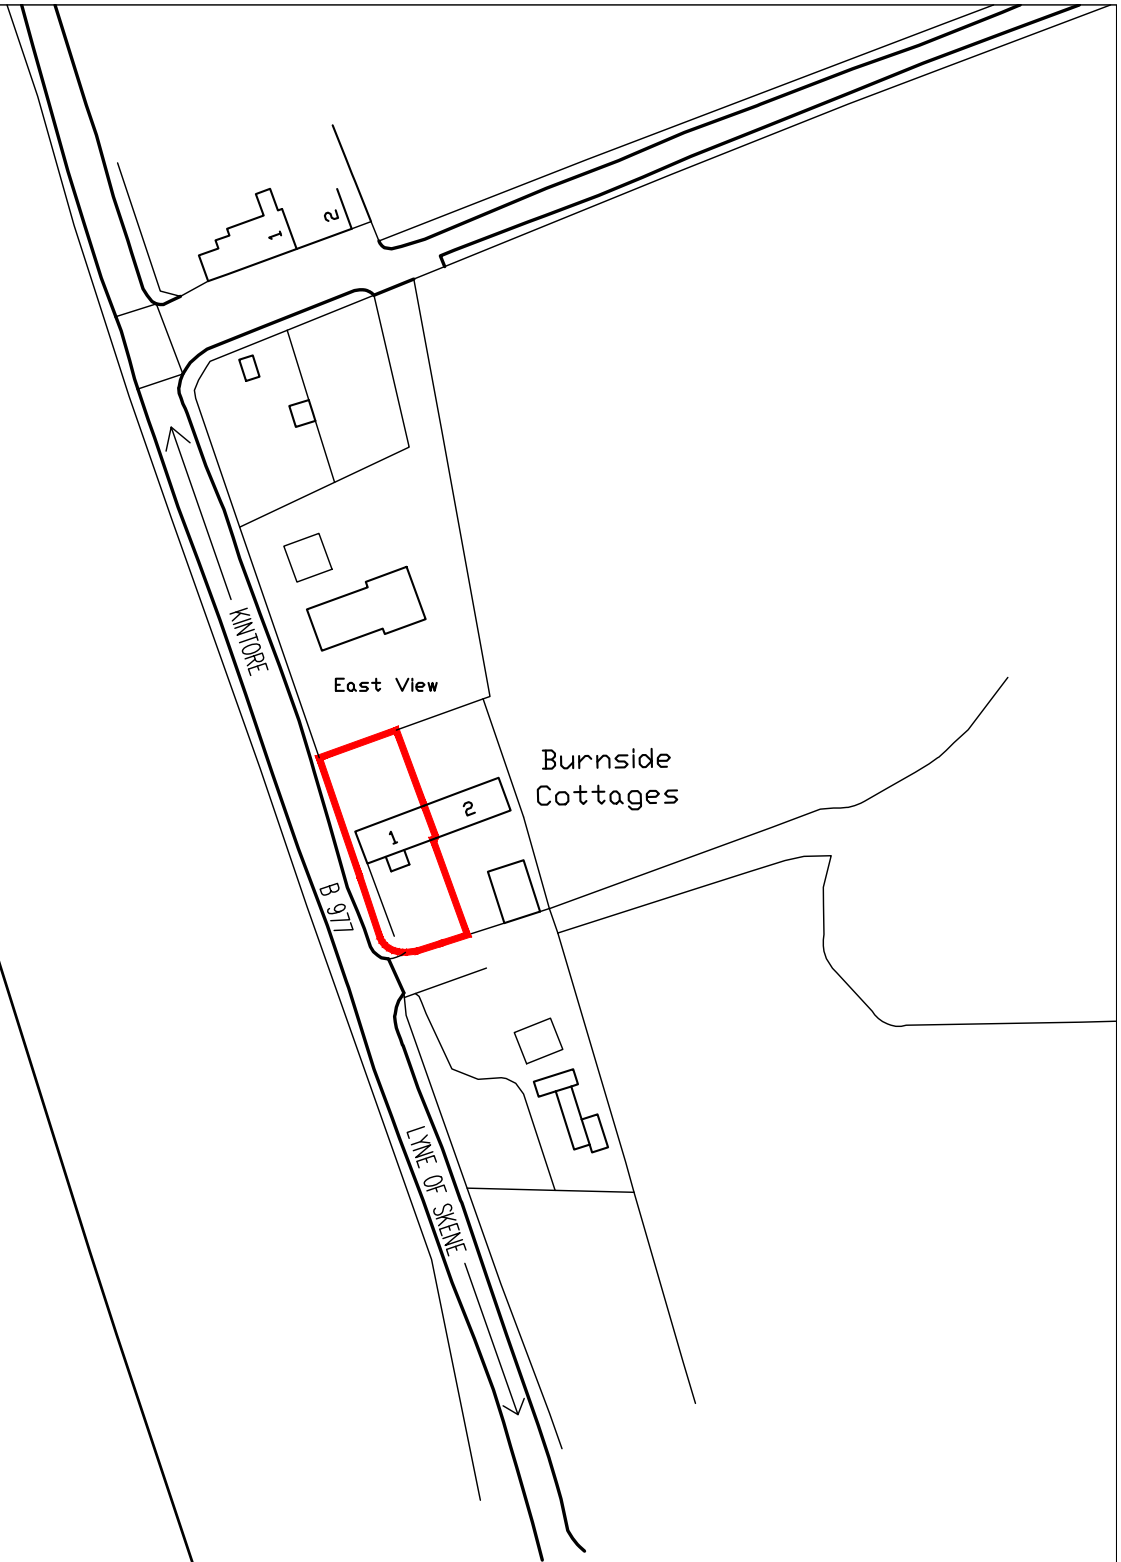 1
2
KINTORE
East View
Burnside
Cottages
2
1
B 977
LYNE OF SKENE